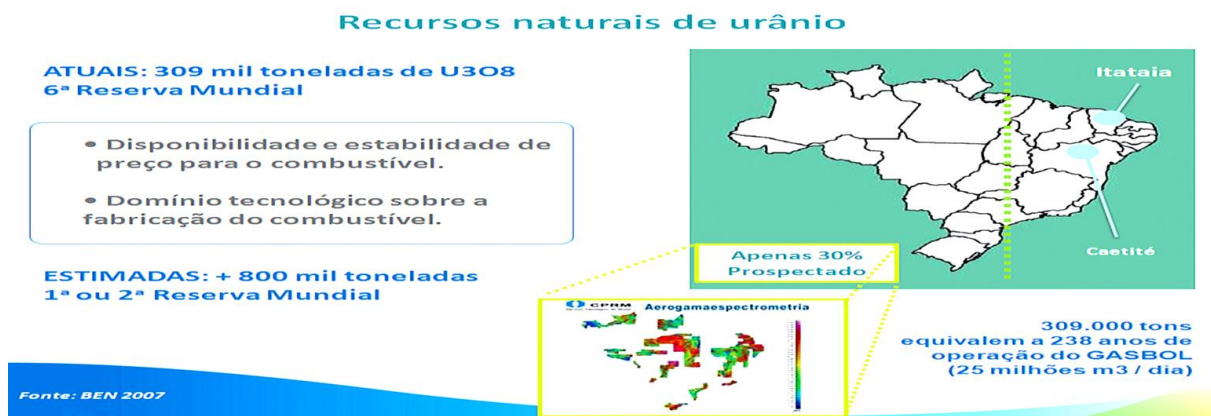 Recursos naturais de urânio
ATUAIS: 309 mil toneladas de U3O8
6ª Reserva Mundial
• Disponibilidade e estabilidade de
preço para o combustível.
• Domínio tecnológico sobre a
fabricação do combustível.
ESTIMADAS: + 800 mil toneladas
1ª ou 2ª Reserva Mundial
Itataia
Caetité
Apenas 30%
Prospectado
CPRM Aerogamaespectrometria
309.000 tons
equivalem a 238 anos de
operação do GASBOL
(25 milhões m3 / dia)
Fonte: BEN 2007